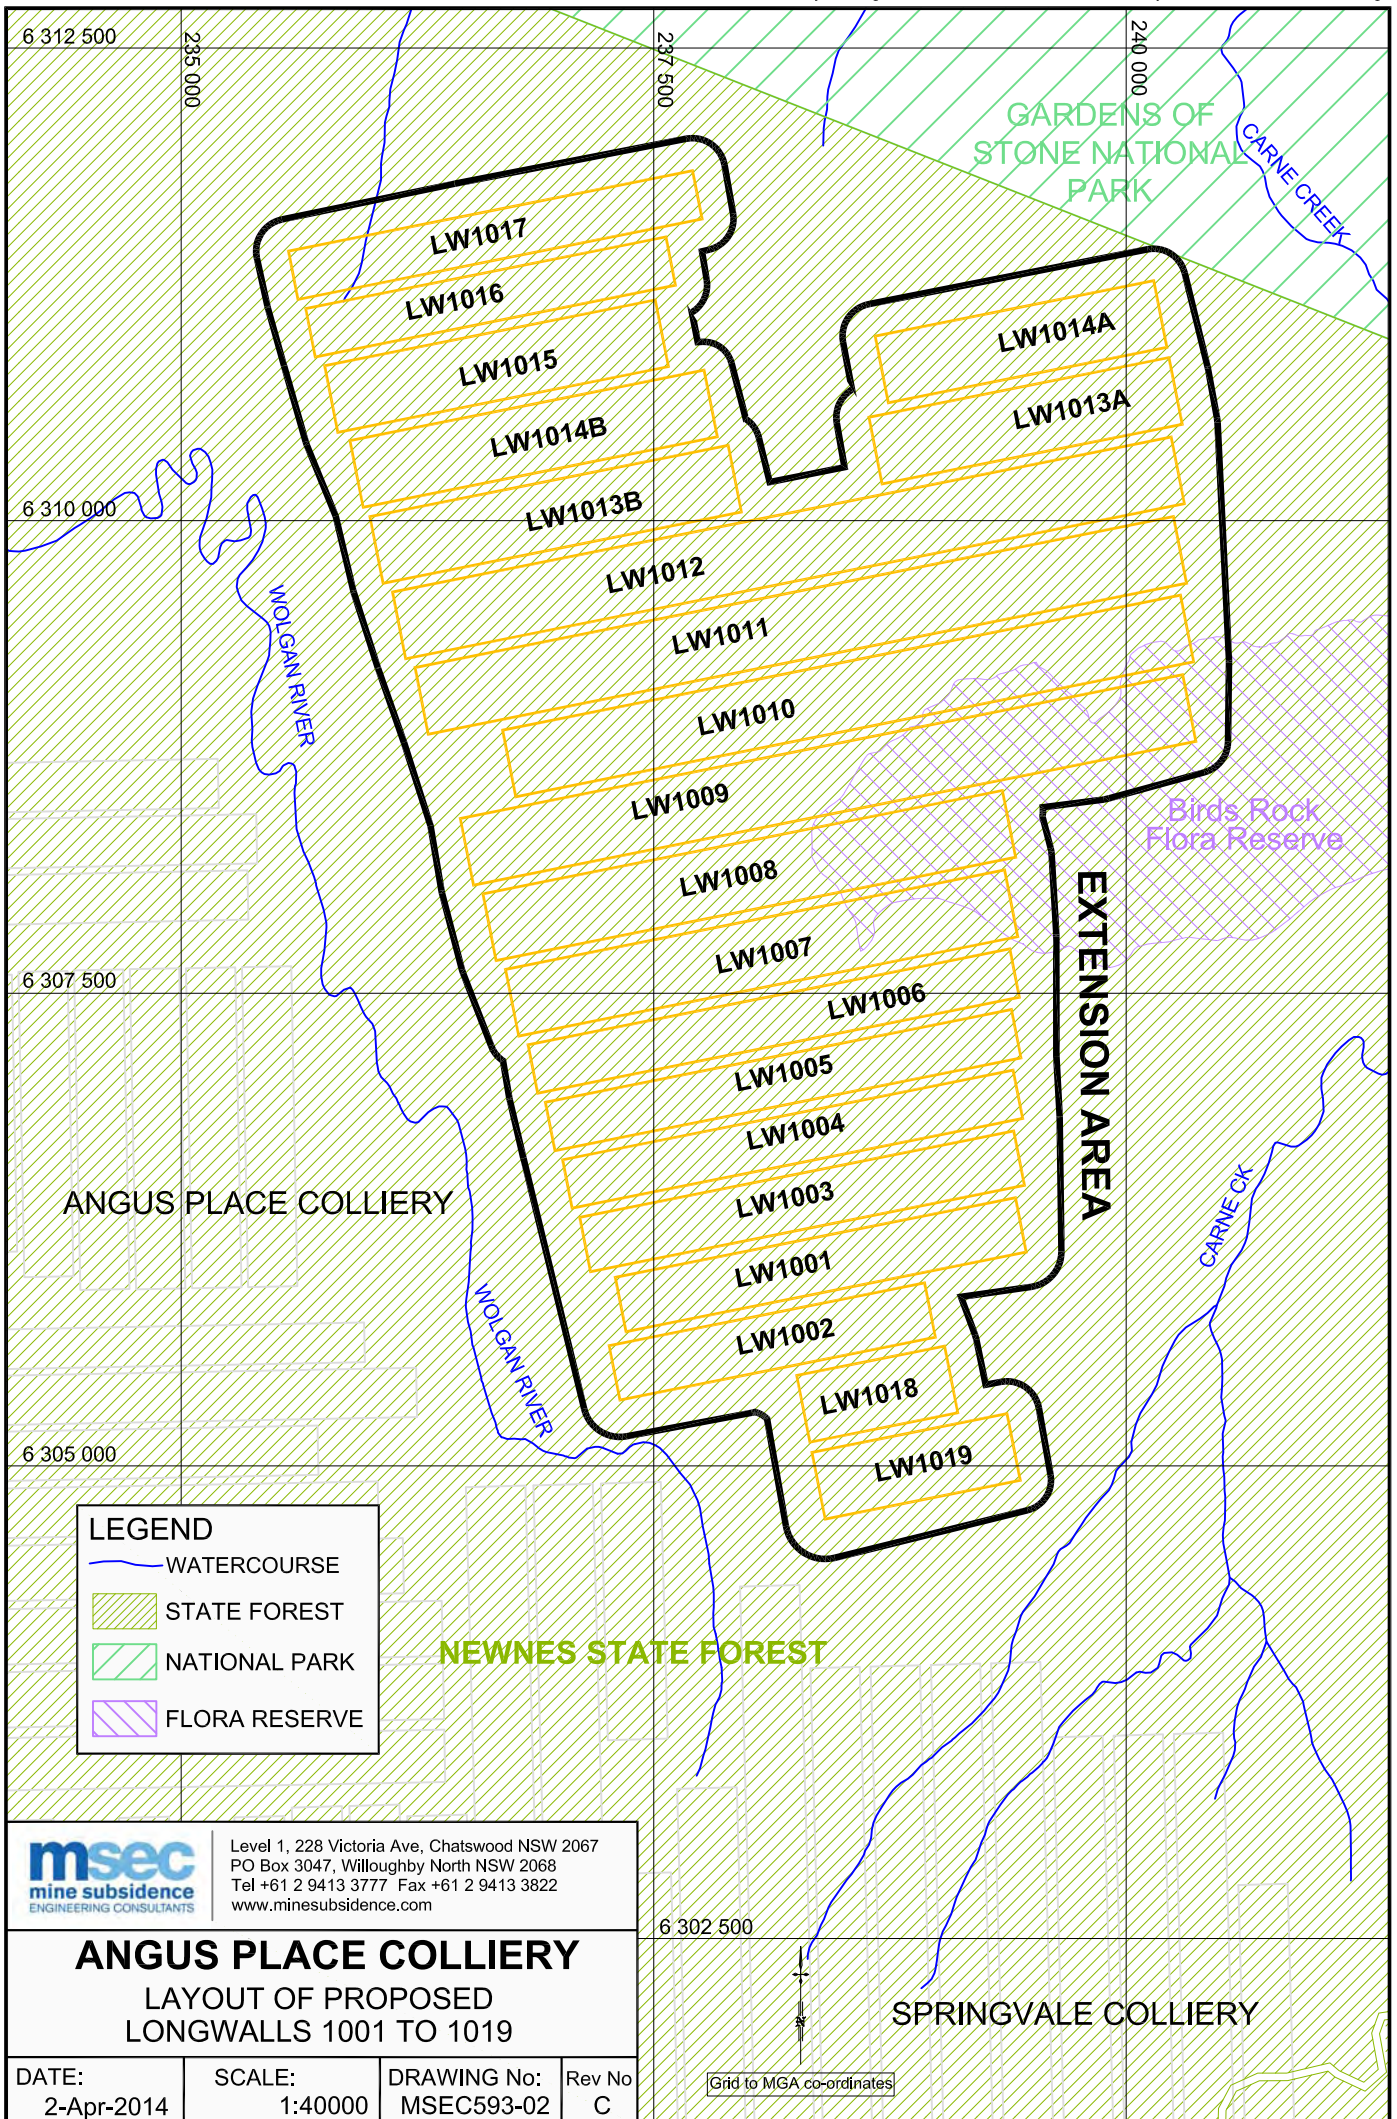 6 312 500
235 000
237 500
240 000
GARDENS OF
STONE NATIONAL
PARK
CARNE CREEK
LW1017
LW1016
LW1015
LW1014B
LW1013B
LW1014A
LW1013A
6 310 000
LW1012
LW1011
LW1010
LW1009
LW1008
LW1007
LW1006
LW1005
LW1004
LW1003
LW1001
LW1002
LW1018
LW1019
WOLGAN RIVER
Birds Rock
Flora Reserve
EXTENSION AREA
6 307 500
ANGUS PLACE COLLIERY
CARNE CK
WOLGAN RIVER
6 305 000
LEGEND
WATERCOURSE
STATE FOREST
NATIONAL PARK
FLORA RESERVE
NEWNES STATE FOREST
msec
mine subsidence
ENGINEERING CONSULTANTS
Level 1, 228 Victoria Ave, Chatswood NSW 2067
PO Box 3047, Willoughby North NSW 2068
Tel +61 2 9413 3777 Fax +61 2 9413 3822
www.minesubsidence.com
6 302 500
ANGUS PLACE COLLIERY
LAYOUT OF PROPOSED
LONGWALLS 1001 TO 1019
N
SPRINGVALE COLLIERY
Grid to MGA co-ordinates
DATE:
2-Apr-2014
SCALE:
1:40000
DRAWING No:
MSEC593-02
Rev No
C